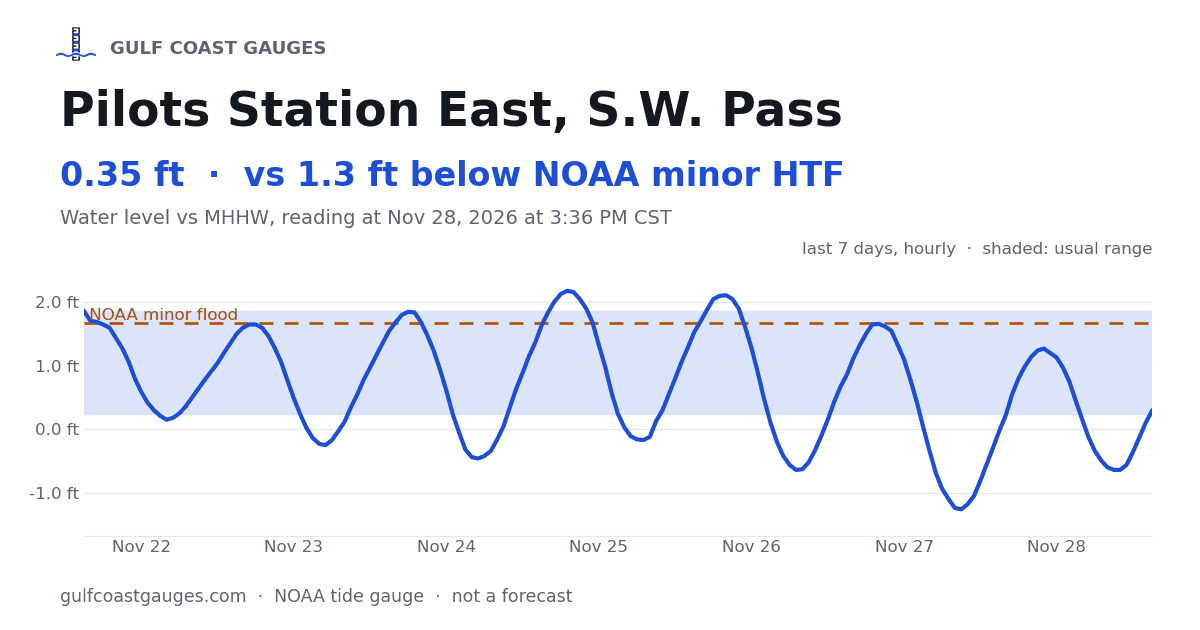 GULF COAST GAUGES
Pilots Station East, S.W. Pass
0.35 ft · vs 1.3 ft below NOAA minor HTF
Water level vs MHHW, reading at Nov 28, 2026 at 3:36 PM CST
last 7 days, hourly · shaded: usual range
2.0 ft
NOAA minor flood
1.0 ft
0.0 ft
-1.0 ft
Nov 22 Nov 23 Nov 24 Nov 25 Nov 26 Nov 27 Nov 28
gulfcoastgauges.com · NOAA tide gauge · not a forecast